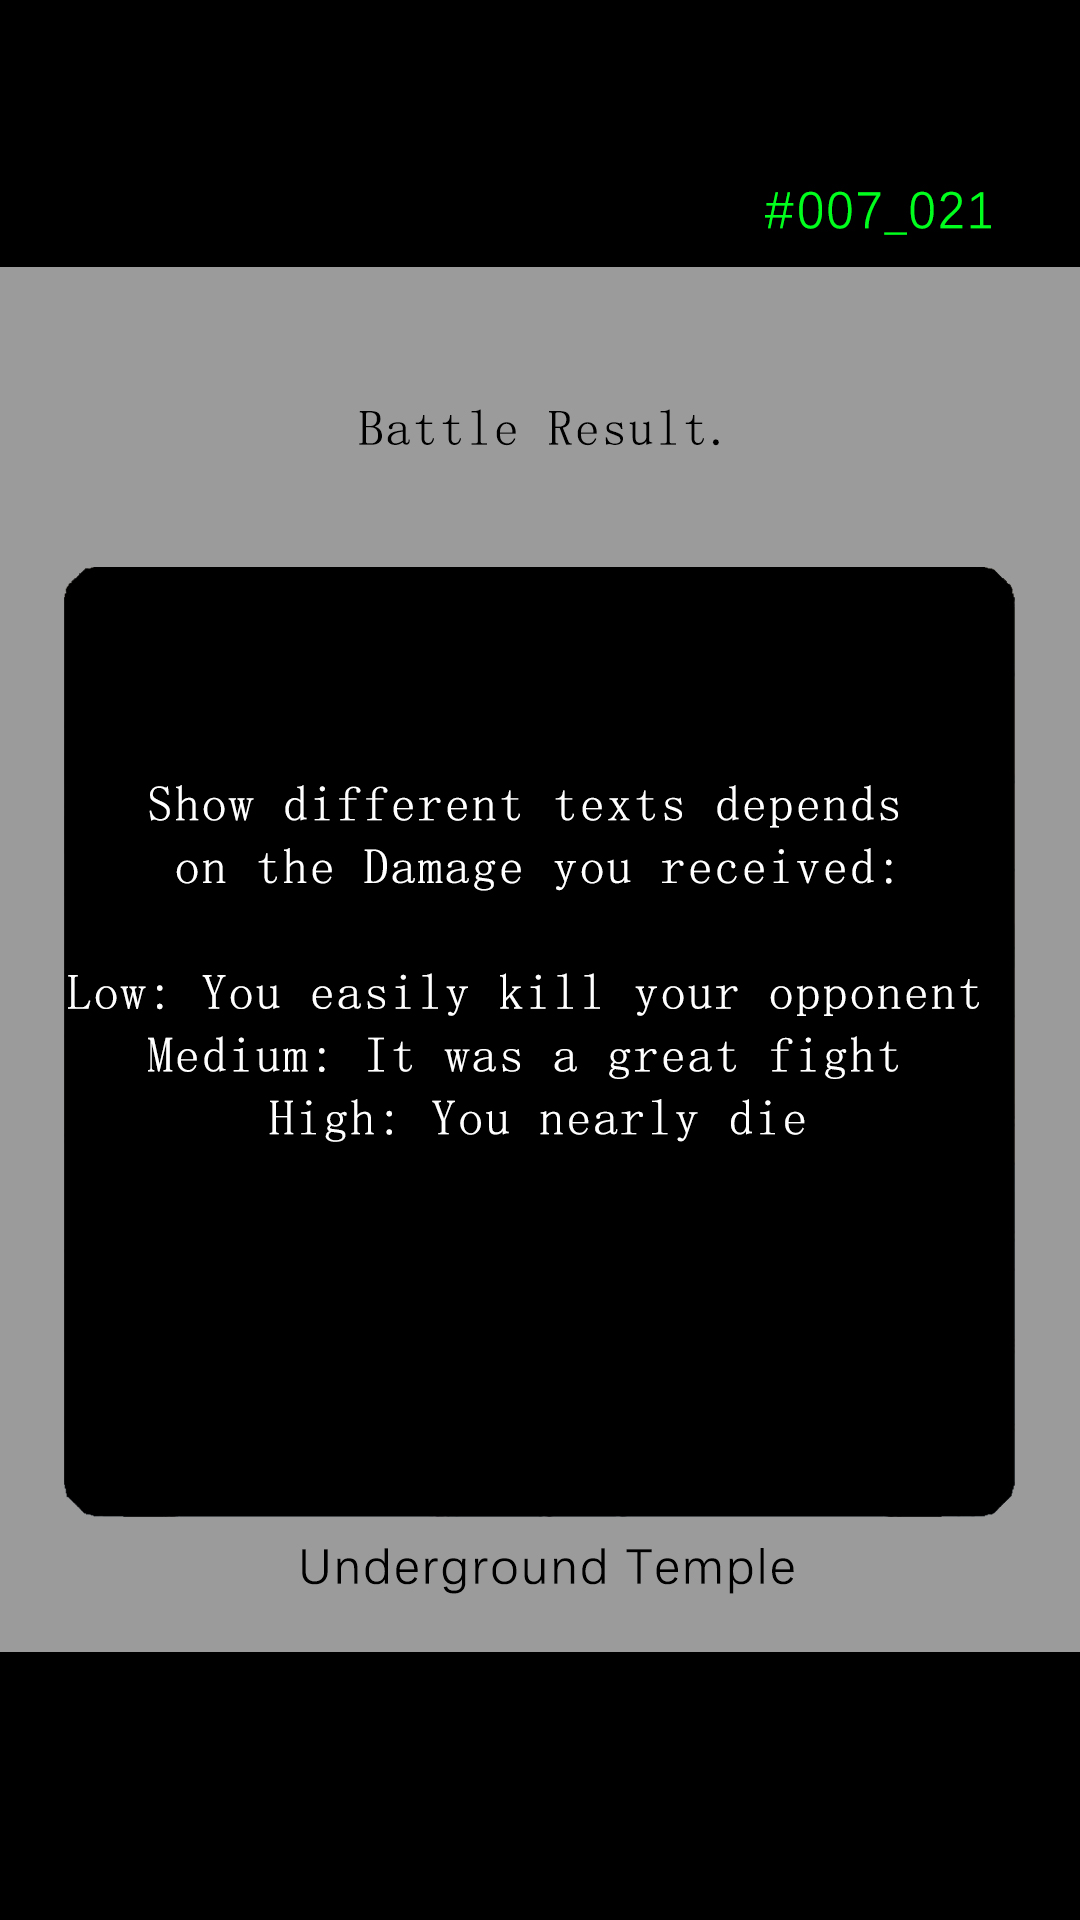 #007_021
Battle Result.
Show different texts depends
on the Damage you received:
Low: You easily kill your opponent
Medium: It was a great fight
High: You nearly die
Underground Temple